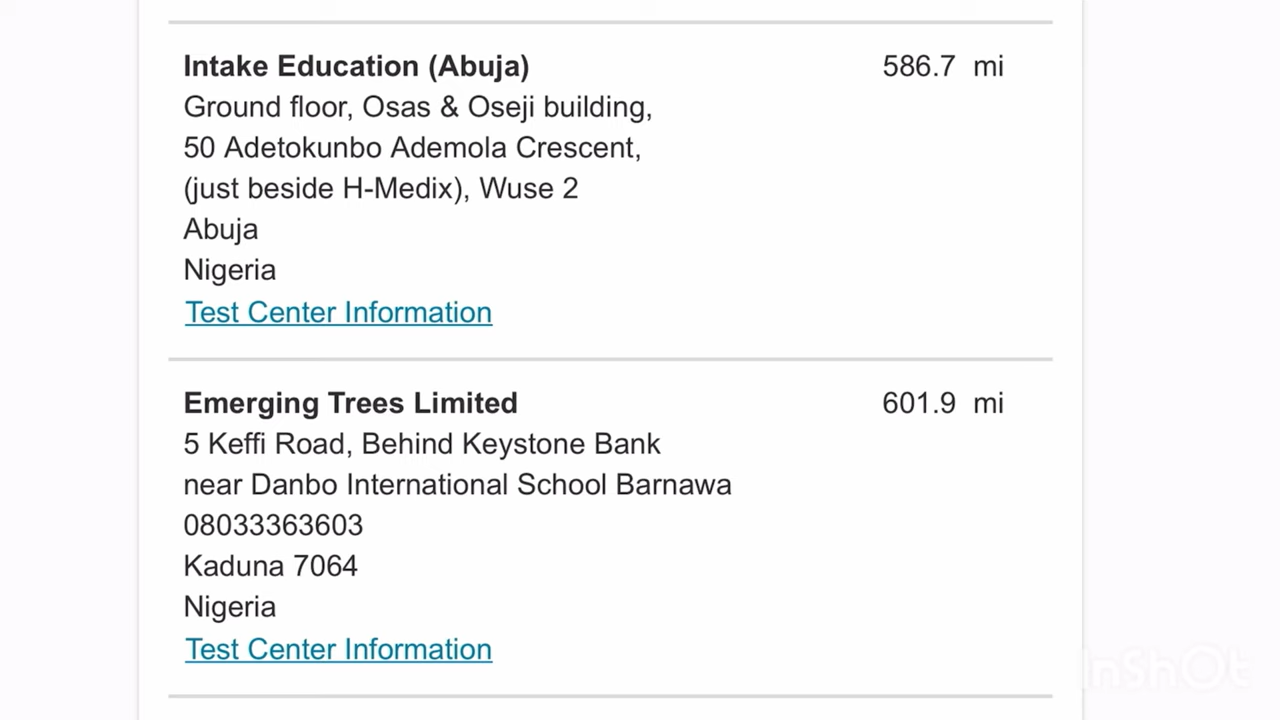 Intake Education (Abuja) 586.7 mi
Ground floor, Osas & Oseji building,
50 Adetokunbo Ademola Crescent,
(just beside H-Medix), Wuse 2
Abuja
Nigeria
Test Center Information
Emerging Trees Limited 601.9 mi
5 Keffi Road, Behind Keystone Bank
near Danbo International School Barnawa
08033363603
Kaduna 7064
Nigeria
Test Center Information
InShOt